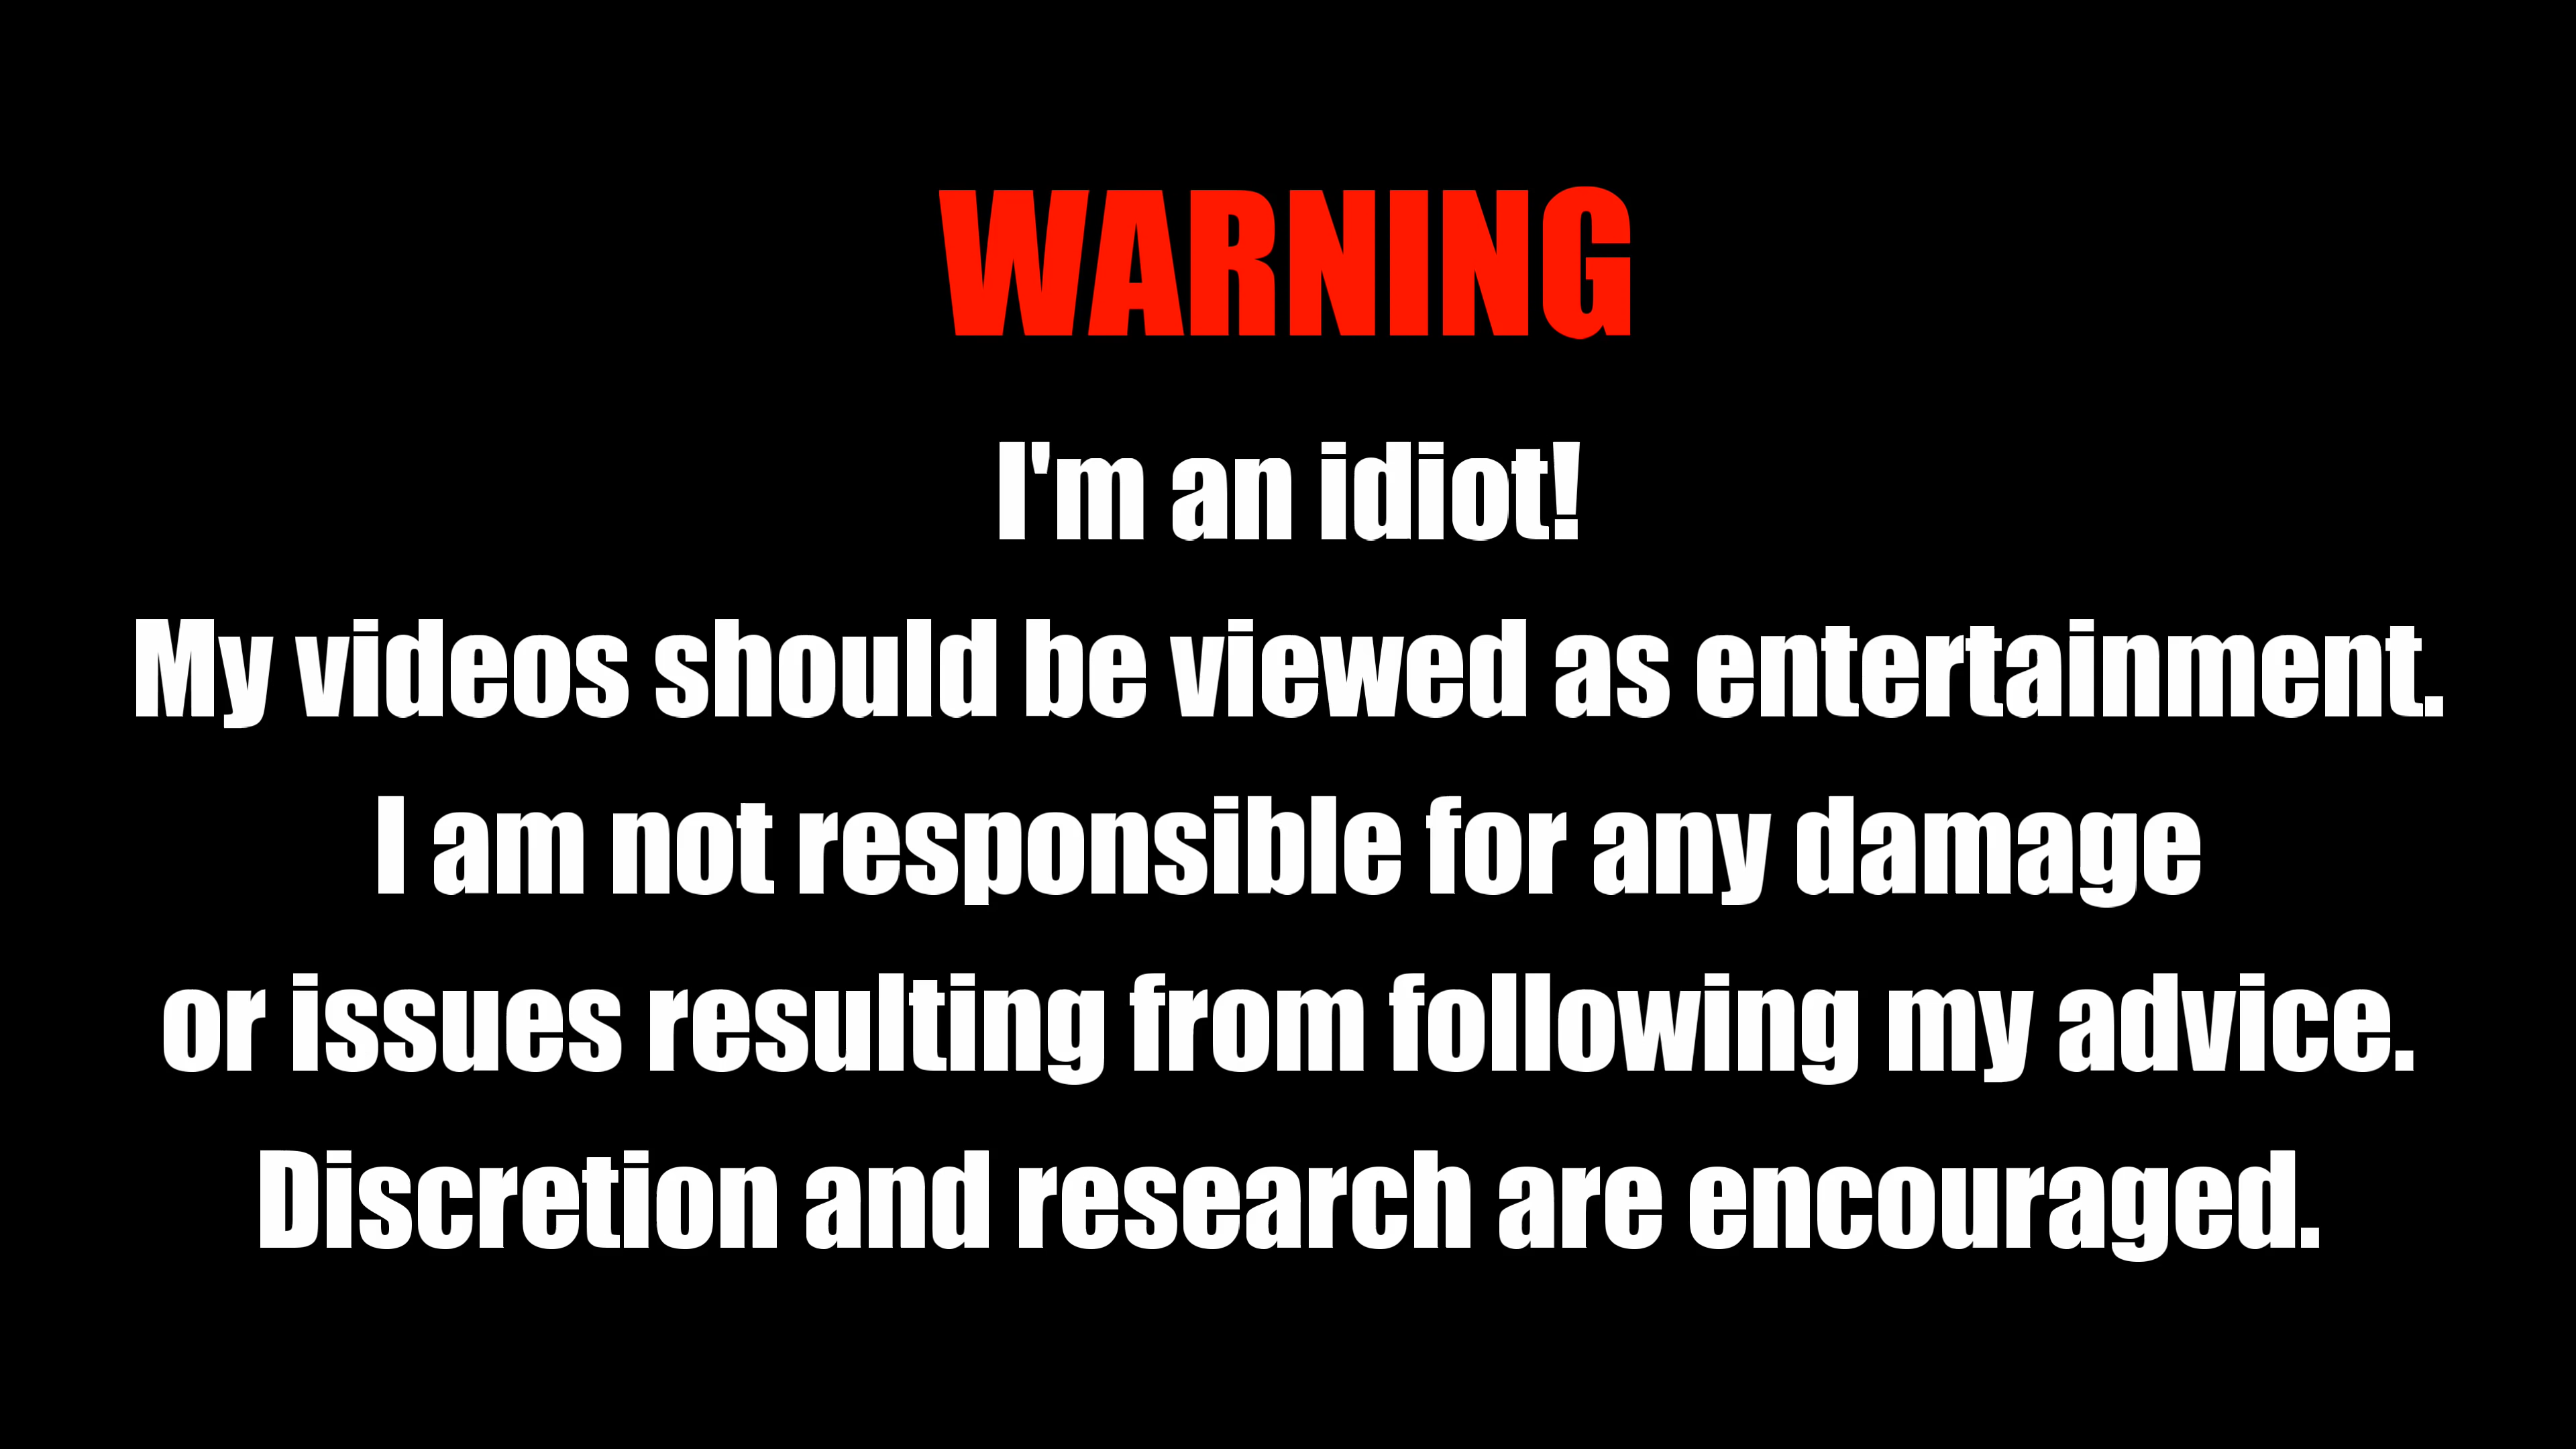 WARNING
I'm an idiot!
My videos should be viewed as entertainment.
I am not responsible for any damage
or issues resulting from following my advice.
Discretion and research are encouraged.